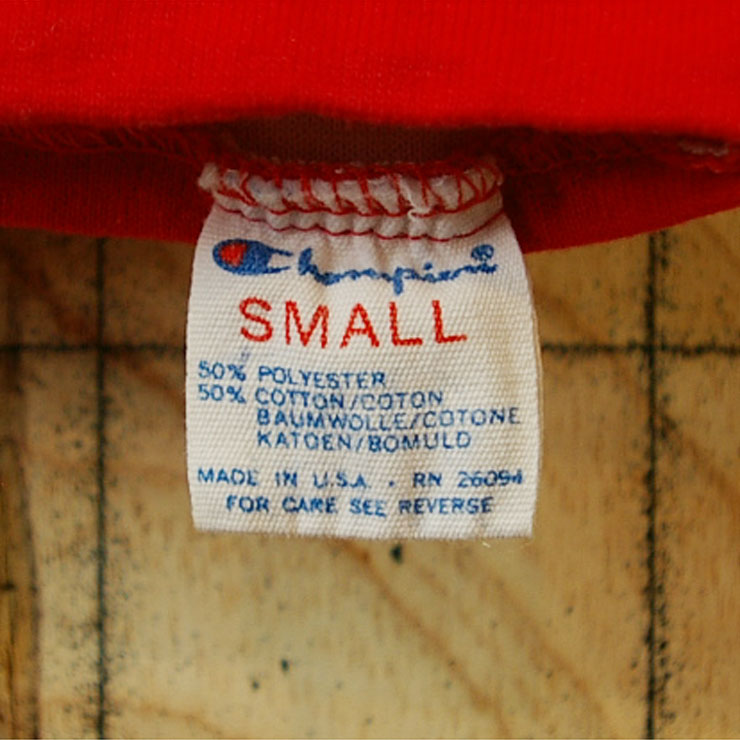 Champion®
SMALL
50% POLYESTER
50% COTTON/COTON
BAUMWOLLE/COTONE
KATOEN/BOMULD
MADE IN U.S.A. RN 26094
FOR CARE SEE REVERSE